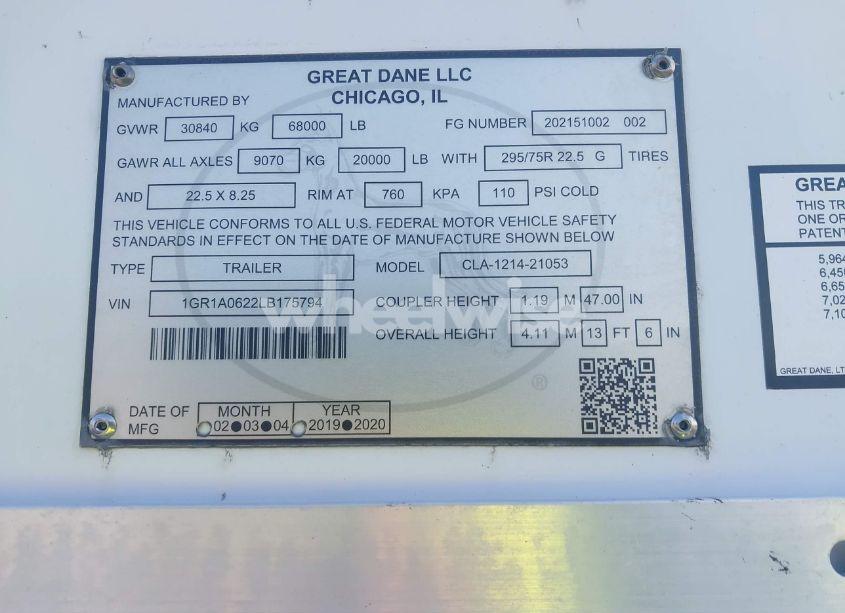 GREAT DANE LLC
MANUFACTURED BY CHICAGO, IL
GVWR 30840 KG 68000 LB FG NUMBER 202151002 002
GAWR ALL AXLES 9070 KG 20000 LB WITH 295/75R 22.5 G TIRES
AND 22.5 X 8.25 RIM AT 760 KPA 110 PSI COLD
THIS VEHICLE CONFORMS TO ALL U.S. FEDERAL MOTOR VEHICLE SAFETY
STANDARDS IN EFFECT ON THE DATE OF MANUFACTURE SHOWN BELOW
TYPE TRAILER MODEL CLA-1214-21053
VIN 1GR1A0622LB175794 COUPLER HEIGHT 1.19 M 47.00 IN
wheelwise
OVERALL HEIGHT 4.11 M 13 FT 6 IN
®
DATE OF MFG MONTH YEAR
02 03 04 2019 2020
GREA
THIS TR
ONE OR
PATENT
5,964
6,450
6,65
7,02
7,10
GREAT DANE, LT